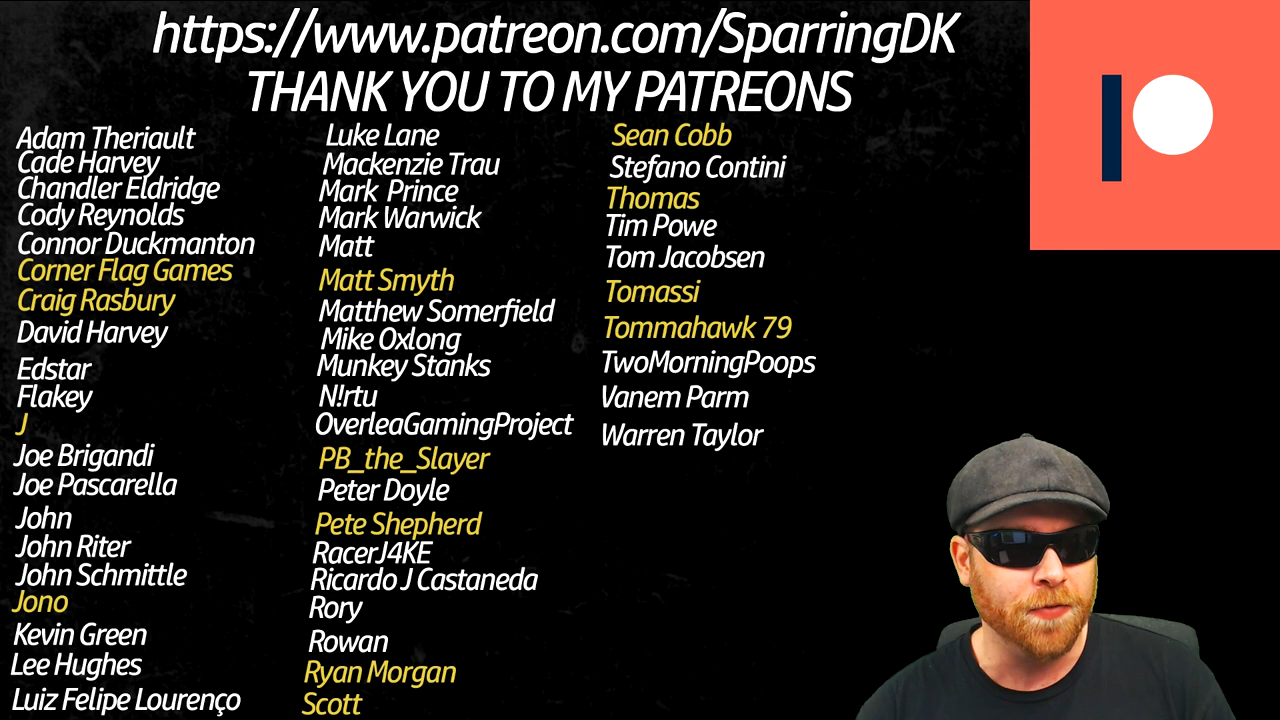 https://www.patreon.com/SparringDK
THANK YOU TO MY PATREONS
Adam Theriault
Cade Harvey
Chandler Eldridge
Cody Reynolds
Connor Duckmanton
Corner Flag Games
Craig Rasbury
David Harvey
Edstar
Flakey
J
Joe Brigandi
Joe Pascarella
John
John Riter
John Schmittle
Jono
Kevin Green
Lee Hughes
Luiz Felipe Lourenço
Luke Lane
Mackenzie Trau
Mark Prince
Mark Warwick
Matt
Matt Smyth
Matthew Somerfield
Mike Oxlong
Munkey Stanks
N!rtu
OverleaGamingProject
PB_the_Slayer
Peter Doyle
Pete Shepherd
RacerJ4KE
Ricardo J Castaneda
Rory
Rowan
Ryan Morgan
Scott
Sean Cobb
Stefano Contini
Thomas
Tim Powe
Tom Jacobsen
Tomassi
Tommahawk 79
TwoMorningPoops
Vanem Parm
Warren Taylor